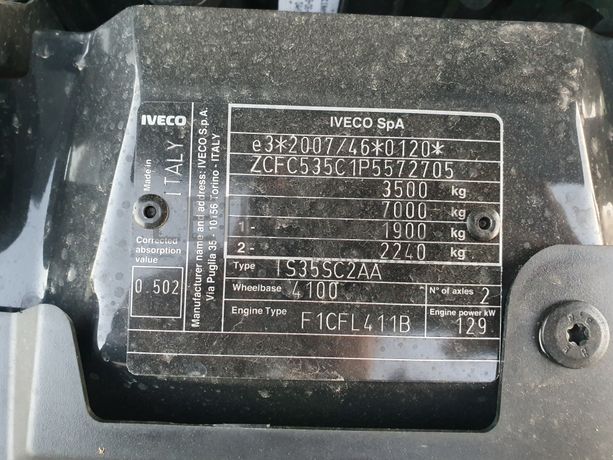 IVECO
Made in
ITALY
Corrected
absorption
value
0.502
Manufacturer name and address: IVECO S.p.A.
Via Puglia 35 - 10156 Torino - ITALY
IVECO SpA
e3*2007/46*0120*
ZCFC535C1P5572705
3500 kg
7000 kg
1- 1900 kg
2- 2240 kg
Type IS35SC2AA
Wheelbase 4100 N° of axles 2
Engine Type F1CFL411B Engine power kW 129